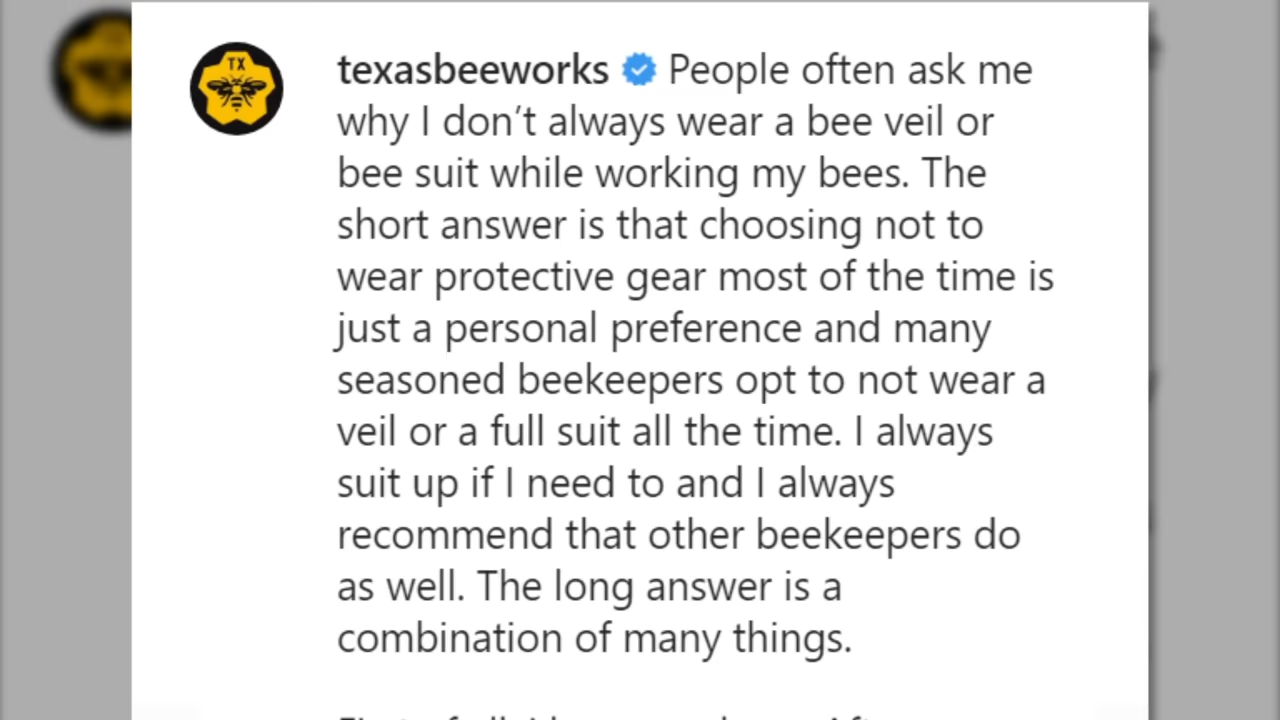 TX
texasbeeworks People often ask me
why I don’t always wear a bee veil or
bee suit while working my bees. The
short answer is that choosing not to
wear protective gear most of the time is
just a personal preference and many
seasoned beekeepers opt to not wear a
veil or a full suit all the time. I always
suit up if I need to and I always
recommend that other beekeepers do
as well. The long answer is a
combination of many things.